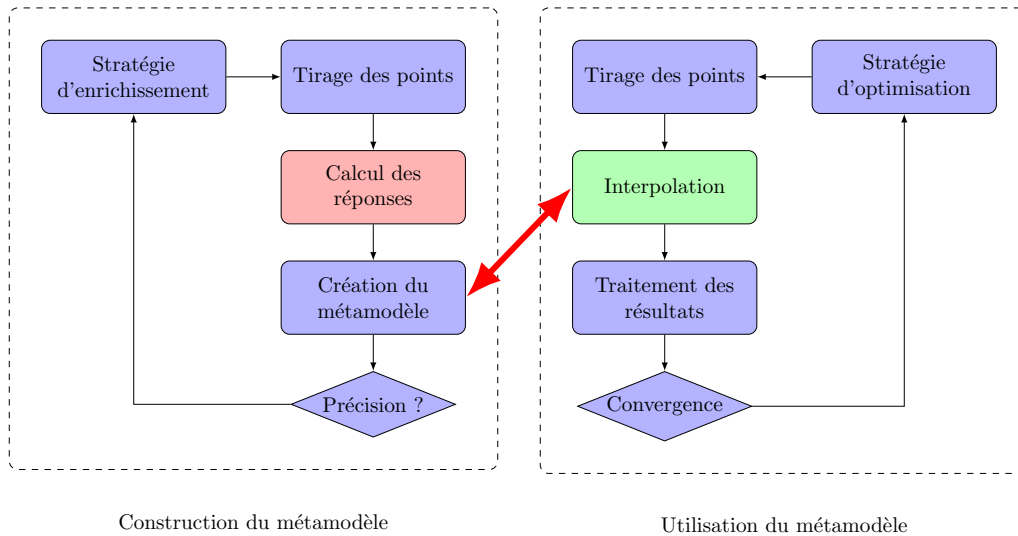 Stratégie
d'enrichissement
Tirage des points
Calcul des
réponses
Création du
métamodèle
Précision ?
Construction du métamodèle
Tirage des points
Stratégie
d'optimisation
Interpolation
Traitement des
résultats
Convergence
Utilisation du métamodèle